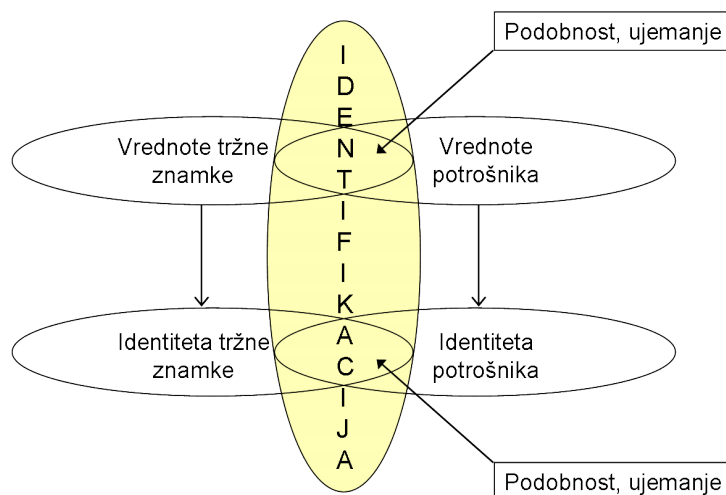 Podobnost, ujemanje
I
D
E
N
T
I
F
I
K
A
C
I
J
A
Vrednote tržne
znamke
Vrednote
potrošnika
Identiteta tržne
znamke
Identiteta
potrošnika
Podobnost, ujemanje